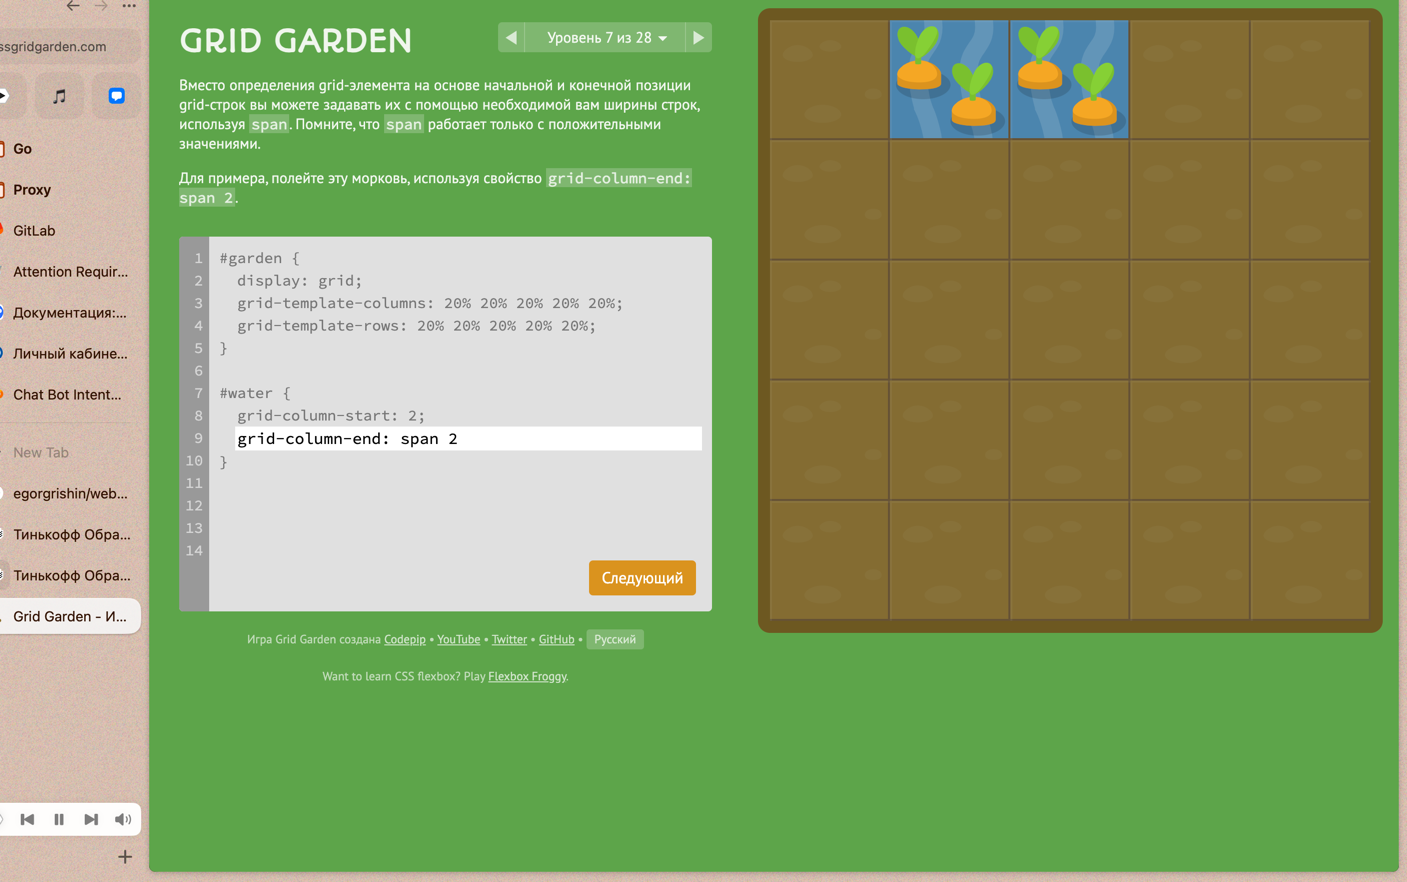 ssgridgarden.com
Go
Proxy
GitLab
Attention Requir...
Документация:...
Личный кабине...
Chat Bot Intent...
New Tab
egorgrishin/web...
Тинькофф Обра...
Тинькофф Обра...
Grid Garden - И...
GRID GARDEN
Уровень 7 из 28
Вместо определения grid-элемента на основе начальной и конечной позиции
grid-строк вы можете задавать их с помощью необходимой вам ширины строк,
используя span. Помните, что span работает только с положительными
значениями.
Для примера, полейте эту морковь, используя свойство grid-column-end:
span 2.
1 #garden {
2 display: grid;
3 grid-template-columns: 20% 20% 20% 20% 20%;
4 grid-template-rows: 20% 20% 20% 20% 20%;
5 }
6
7 #water {
8 grid-column-start: 2;
9 grid-column-end: span 2
10 }
11
12
13
14
Следующий
Игра Grid Garden создана Codepip • YouTube • Twitter • GitHub • Русский
Want to learn CSS flexbox? Play Flexbox Froggy.